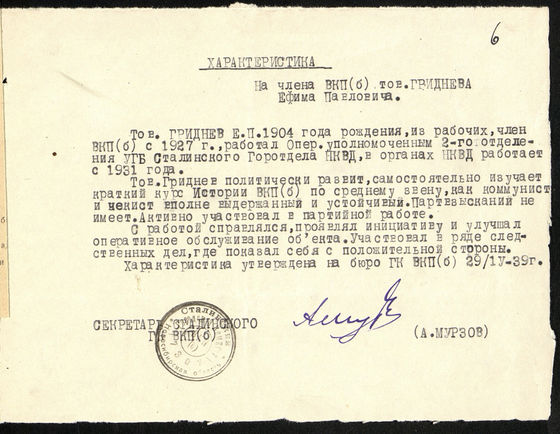 6
ХАРАКТЕРИСТИКА
На члена ВКП(б) тов.ГРИДНЕВА
Ефима Павловича.
Тов. ГРИДНЕВ Е.П.1904 года рождения,из рабочих,член
ВКП(б) с 1927 г.,работал Опер.уполномоченным 2-го отделе-
ния УГБ Сталинского Горотдела НКВД,в органах НКВД работает
с 1931 года.
Тов.Гриднев политически развит,самостоятельно изучает
краткий курс Истории ВКП(б) по среднему звену,как коммунист
и чекист вполне выдержанный и устойчивый.Партвзысканий не
имеет.Активно участвовал в партийной работе.
С работой справлялся,проявлял инициативу и улучшал
оперативное обслуживание об'екта.Участвовал в ряде след-
ственных дел,где показал себя с положительной стороны.
Характеристика утверждена на бюро ГК ВКП(б) 29/1У-39г.
СЕКРЕТАРЬ СТАЛИНСКОГО
ГК ВКП(б)
(А.МУРЗОВ)